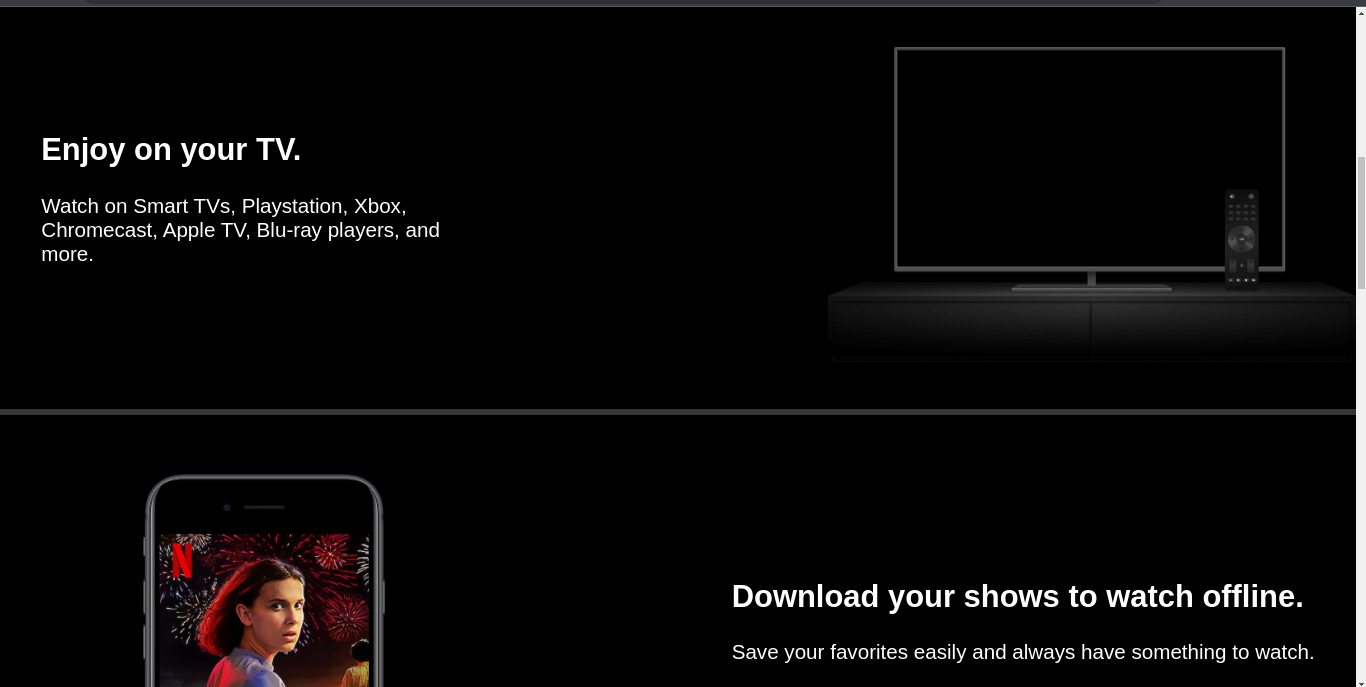 Enjoy on your TV.
Watch on Smart TVs, Playstation, Xbox,
Chromecast, Apple TV, Blu-ray players, and
more.
N
Download your shows to watch offline.
Save your favorites easily and always have something to watch.